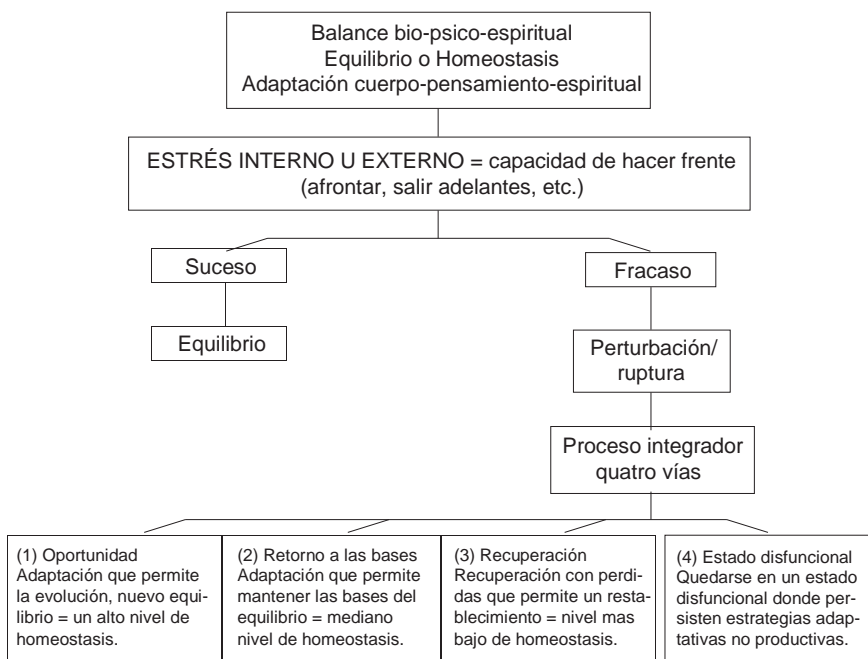 Balance bio-psico-espiritual
Equilibrio o Homeostasis
Adaptación cuerpo-pensamiento-espiritual
ESTRÉS INTERNO U EXTERNO = capacidad de hacer frente
(afrontar, salir adelantes, etc.)
Suceso
Fracaso
Equilibrio
Perturbación/
ruptura
Proceso integrador
quatro vías
(1) Oportunidad
Adaptación que permite
la evolución, nuevo equi-
librio = un alto nivel de
homeostasis.
(2) Retorno a las bases
Adaptación que permite
mantener las bases del
equilibrio = mediano
nivel de homeostasis.
(3) Recuperación
Recuperación con perdidas
que permite un resta-
blecimiento = nivel mas
bajo de homeostasis.
(4) Estado disfuncional
Quedarse en un estado
disfuncional donde per-
sisten estrategias adap-
tativas no productivas.